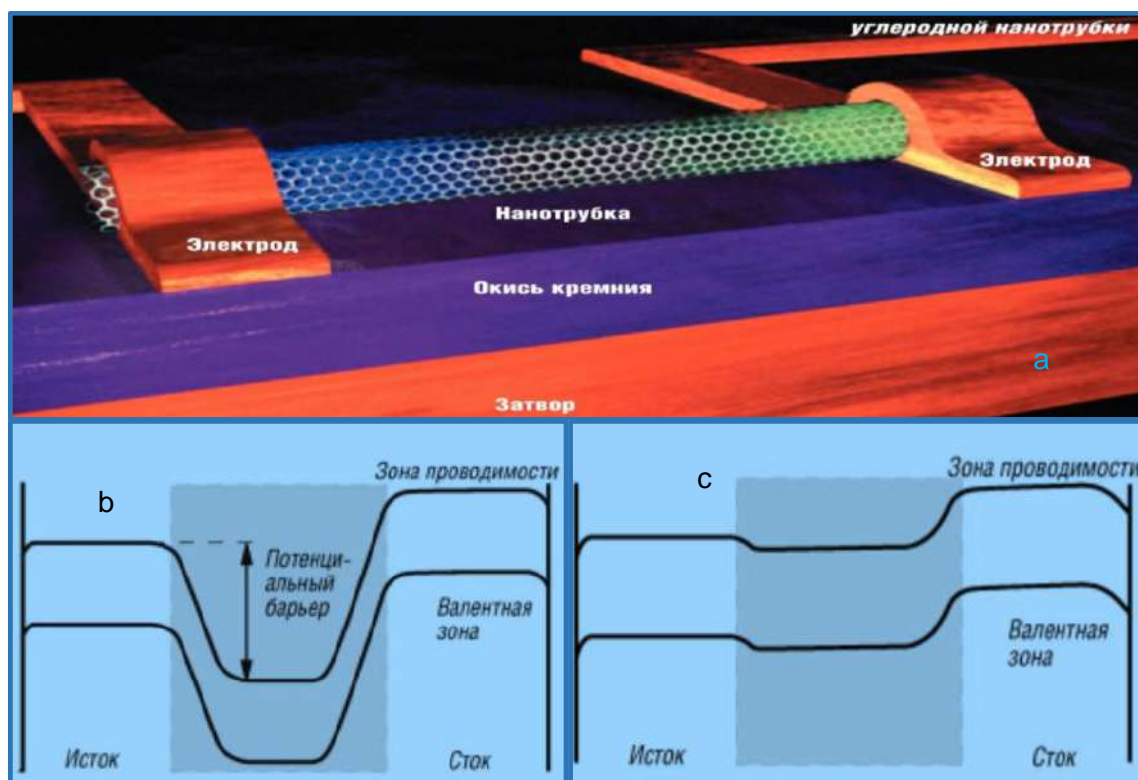 углеродной нанотрубки
Электрод
Нанотрубка
Электрод
Окись кремния
a
Затвор
b
Зона проводимости
Потенци-
альный
барьер
Валентная
зона
Исток
Сток
c
Зона проводимости
Валентная
зона
Исток
Сток